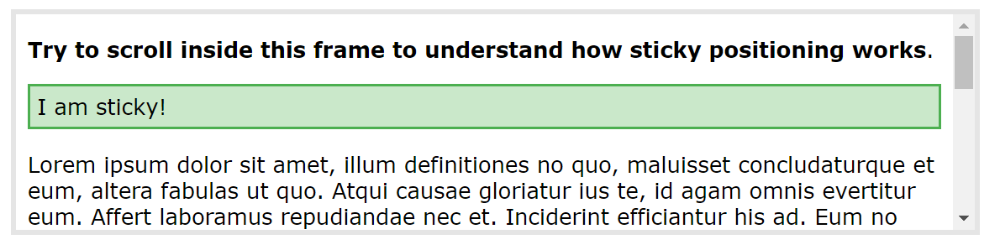 Try to scroll inside this frame to understand how sticky positioning works.
I am sticky!
Lorem ipsum dolor sit amet, illum definitiones no quo, maluisset concludaturque et
eum, altera fabulas ut quo. Atqui causae gloriatur ius te, id agam omnis evertitur
eum. Affert laboramus repudiandae nec et. Inciderint efficiantur his ad. Eum no